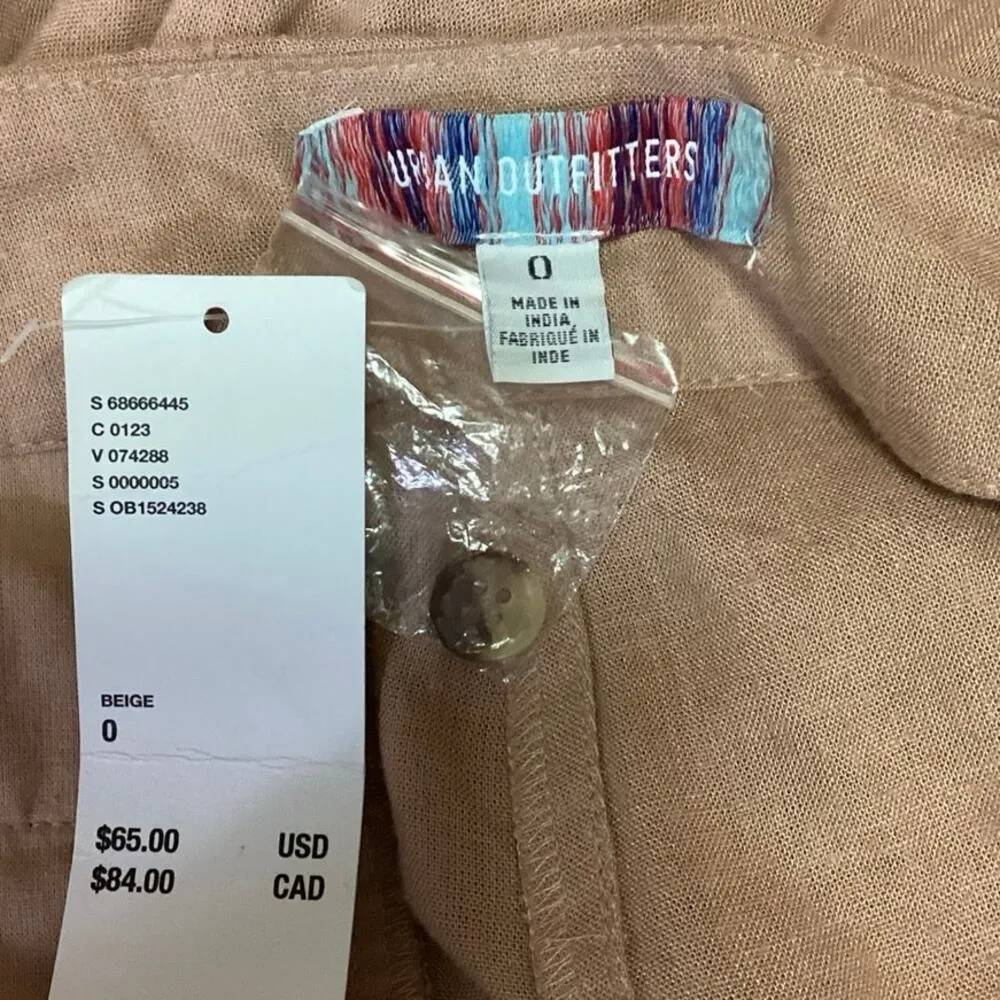 URBAN OUTFITTERS
0
MADE IN
INDIA
FABRIQUÉ IN
INDE
S 68666445
C 0123
V 074288
S 0000005
S OB1524238
BEIGE
0
$65.00 USD
$84.00 CAD